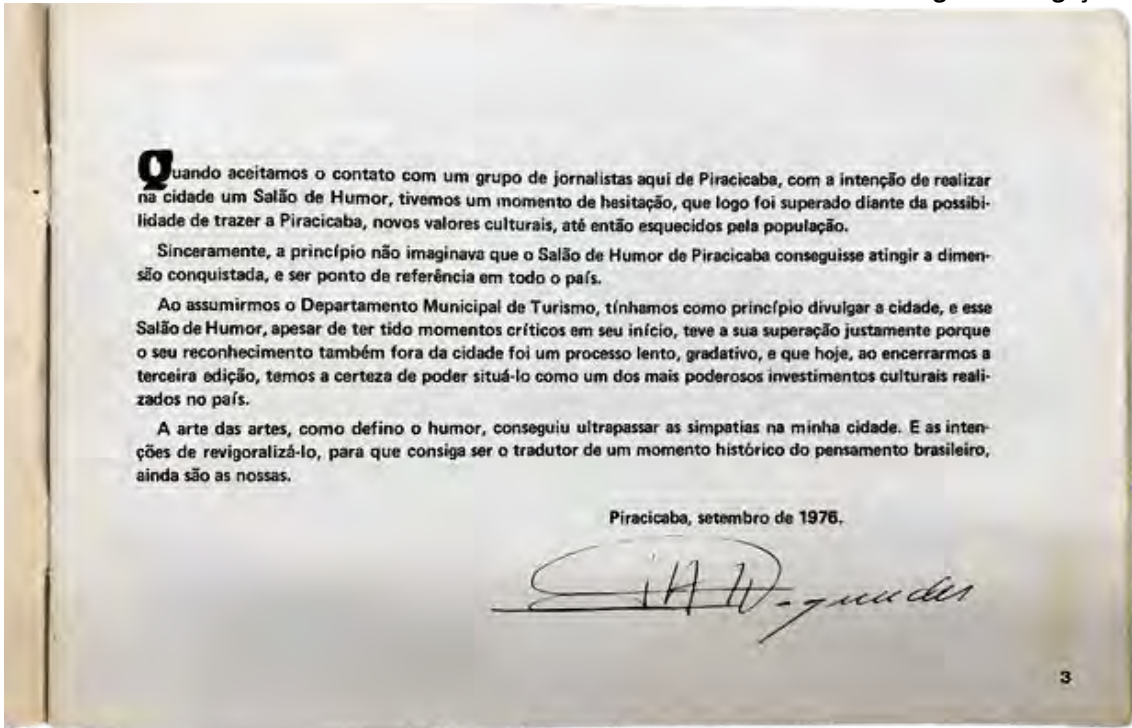 Quando aceitamos o contato com um grupo de jornalistas aqui de Piracicaba, com a intenção de realizar
na cidade um Salão de Humor, tivemos um momento de hesitação, que logo foi superado diante da possibi-
lidade de trazer a Piracicaba, novos valores culturais, até então esquecidos pela população.
Sinceramente, a princípio não imaginava que o Salão de Humor de Piracicaba conseguisse atingir a dimen-
são conquistada, e ser ponto de referência em todo o país.
Ao assumirmos o Departamento Municipal de Turismo, tínhamos como princípio divulgar a cidade, e esse
Salão de Humor, apesar de ter tido momentos críticos em seu início, teve a sua superação justamente porque
o seu reconhecimento também fora da cidade foi um processo lento, gradativo, e que hoje, ao encerrarmos a
terceira edição, temos a certeza de poder situá-lo como um dos mais poderosos investimentos culturais reali-
zados no país.
A arte das artes, como defino o humor, conseguiu ultrapassar as simpatias na minha cidade. E as inten-
ções de revigoralizá-lo, para que consiga ser o tradutor de um momento histórico do pensamento brasileiro,
ainda são as nossas.
Piracicaba, setembro de 1976.
3